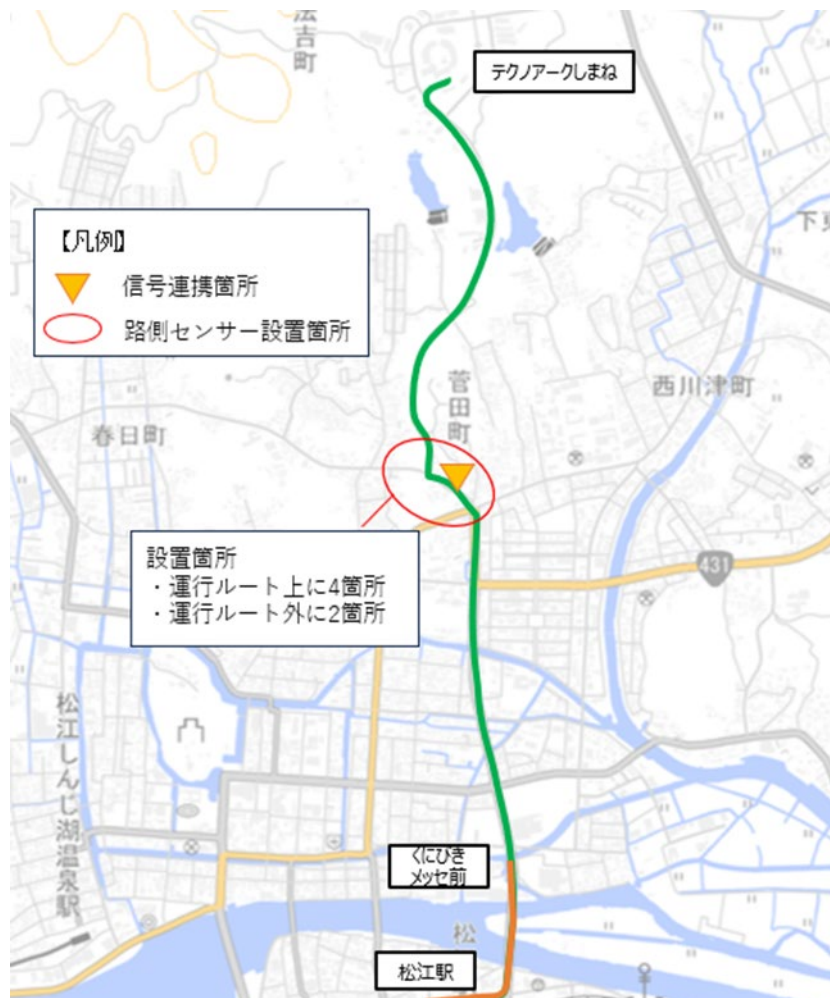 法吉町
テクノアークしまね
【凡例】
信号連携箇所
路側センサー設置箇所
下東
菅田町
西川津町
春日町
設置箇所
・運行ルート上に4箇所
・運行ルート外に2箇所
431
松江しんじ湖温泉駅
くにびき
メッセ前
松
松江駅